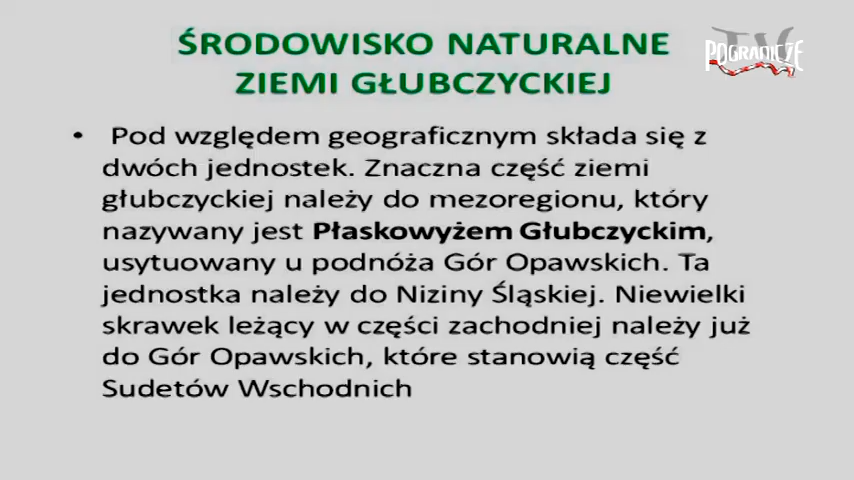 ŚRODOWISKO NATURALNE
ZIEMI GŁUBCZYCKIEJ
TV
POGRANICZE
• Pod względem geograficznym składa się z
dwóch jednostek. Znaczna część ziemi
głubczyckiej należy do mezoregionu, który
nazywany jest Płaskowyżem Głubczyckim,
usytuowany u podnóża Gór Opawskich. Ta
jednostka należy do Niziny Śląskiej. Niewielki
skrawek leżący w części zachodniej należy już
do Gór Opawskich, które stanowią część
Sudetów Wschodnich